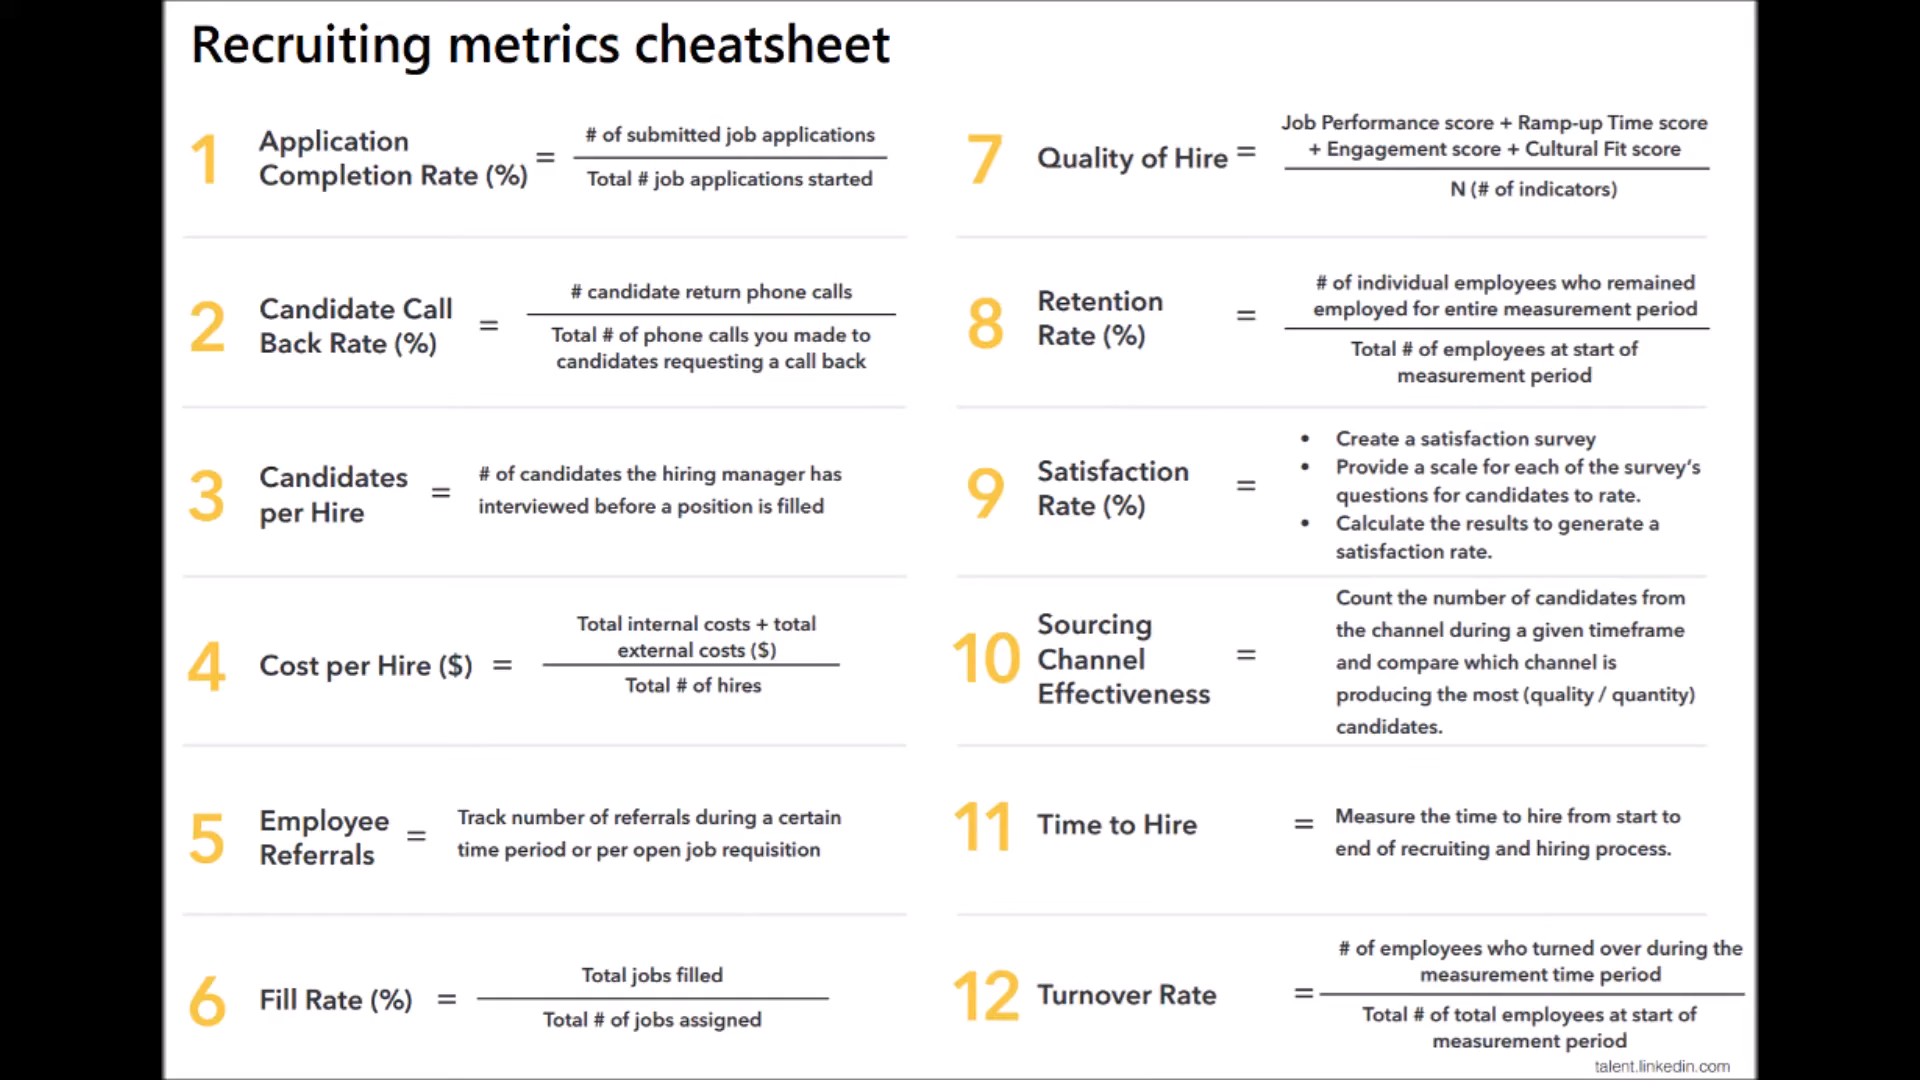 Recruiting metrics cheatsheet
1
Application
Completion Rate (%)
=
# of submitted job applications
Total # job applications started
2
Candidate Call
Back Rate (%)
=
# candidate return phone calls
Total # of phone calls you made to
candidates requesting a call back
3
Candidates
per Hire
=
# of candidates the hiring manager has
interviewed before a position is filled
4
Cost per Hire ($)
=
Total internal costs + total
external costs ($)
Total # of hires
5
Employee
Referrals
=
Track number of referrals during a certain
time period or per open job requisition
6
Fill Rate (%)
=
Total jobs filled
Total # of jobs assigned
7
Quality of Hire
=
Job Performance score + Ramp-up Time score
+ Engagement score + Cultural Fit score
N (# of indicators)
8
Retention
Rate (%)
=
# of individual employees who remained
employed for entire measurement period
Total # of employees at start of
measurement period
9
Satisfaction
Rate (%)
=
• Create a satisfaction survey
• Provide a scale for each of the survey's
questions for candidates to rate.
• Calculate the results to generate a
satisfaction rate.
10
Sourcing
Channel
Effectiveness
=
Count the number of candidates from
the channel during a given timeframe
and compare which channel is
producing the most (quality / quantity)
candidates.
11
Time to Hire
=
Measure the time to hire from start to
end of recruiting and hiring process.
12
Turnover Rate
=
# of employees who turned over during the
measurement time period
Total # of total employees at start of
measurement period
talent.linkedin.com